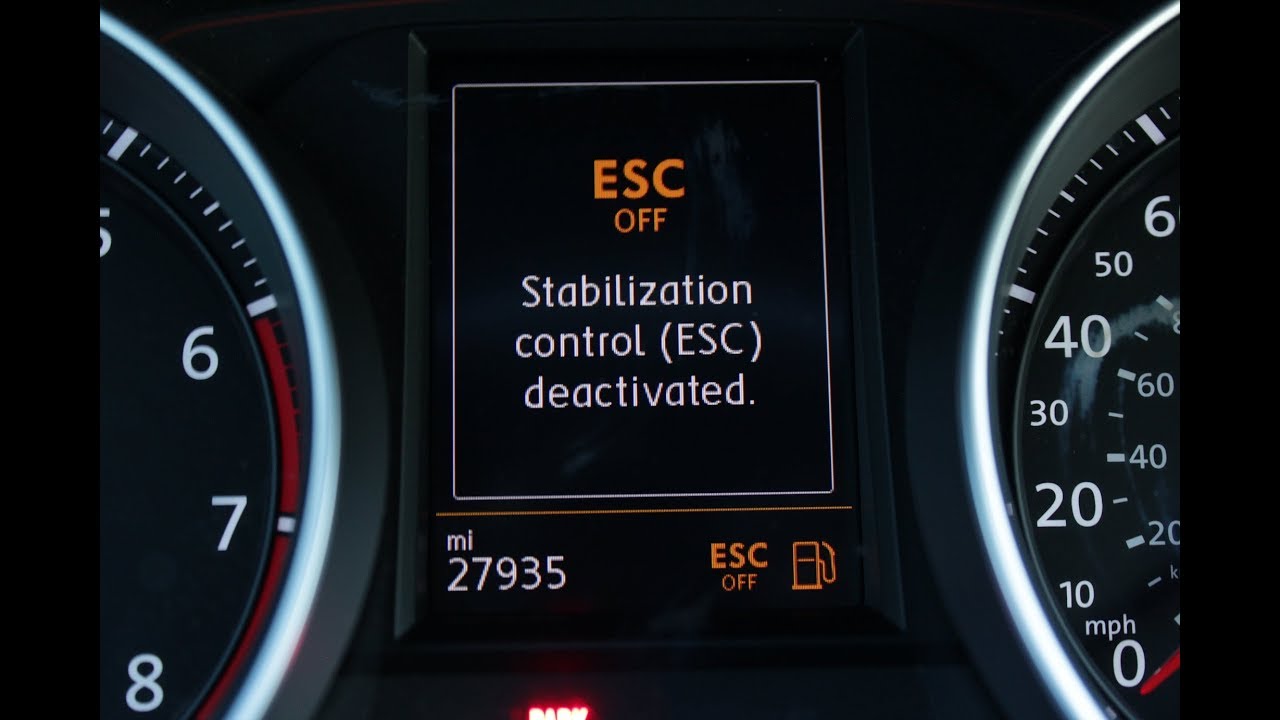 ESC
OFF
Stabilization
control (ESC)
deactivated.
mi
27935
ESC
OFF
6
7
8
60
50
40
30
20
10
mph
0
60
40
20
PARK